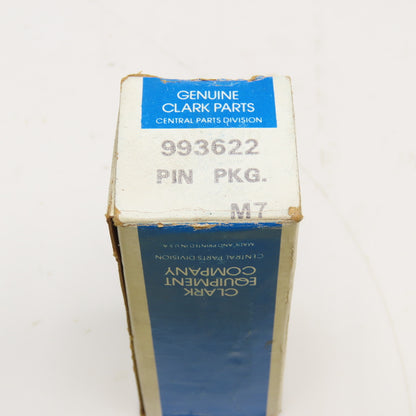 GENUINE
CLARK PARTS
CENTRAL PARTS DIVISION
993622
PIN PKG.
M7
CLARK
EQUIPMENT
COMPANY
CENTRAL PARTS DIVISION
MADE AND PRINTED IN U.S.A.